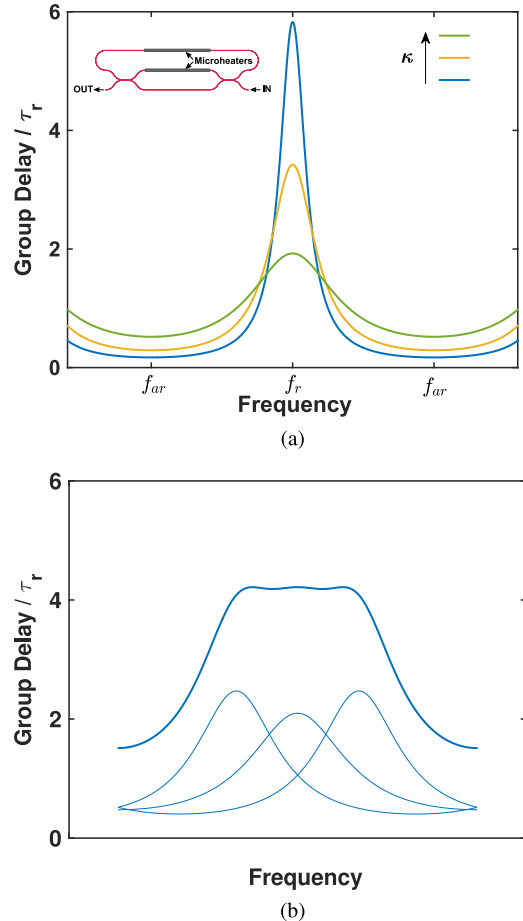 6
4
2
0
Group Delay / τr
Microheaters
OUT
IN
κ
far
fr
far
Frequency
(a)
6
4
2
0
Group Delay / τr
Frequency
(b)